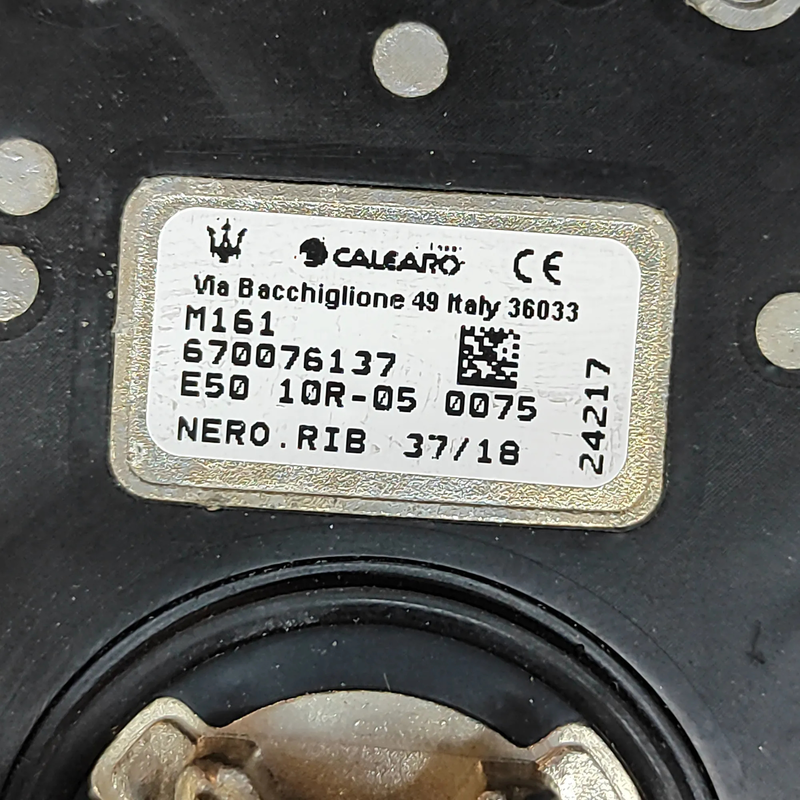 CALEARO CE
Via Bacchiglione 49 Italy 36033
M161
670076137
E50 10R-05 0075
NERO.RIB 37/18
24217